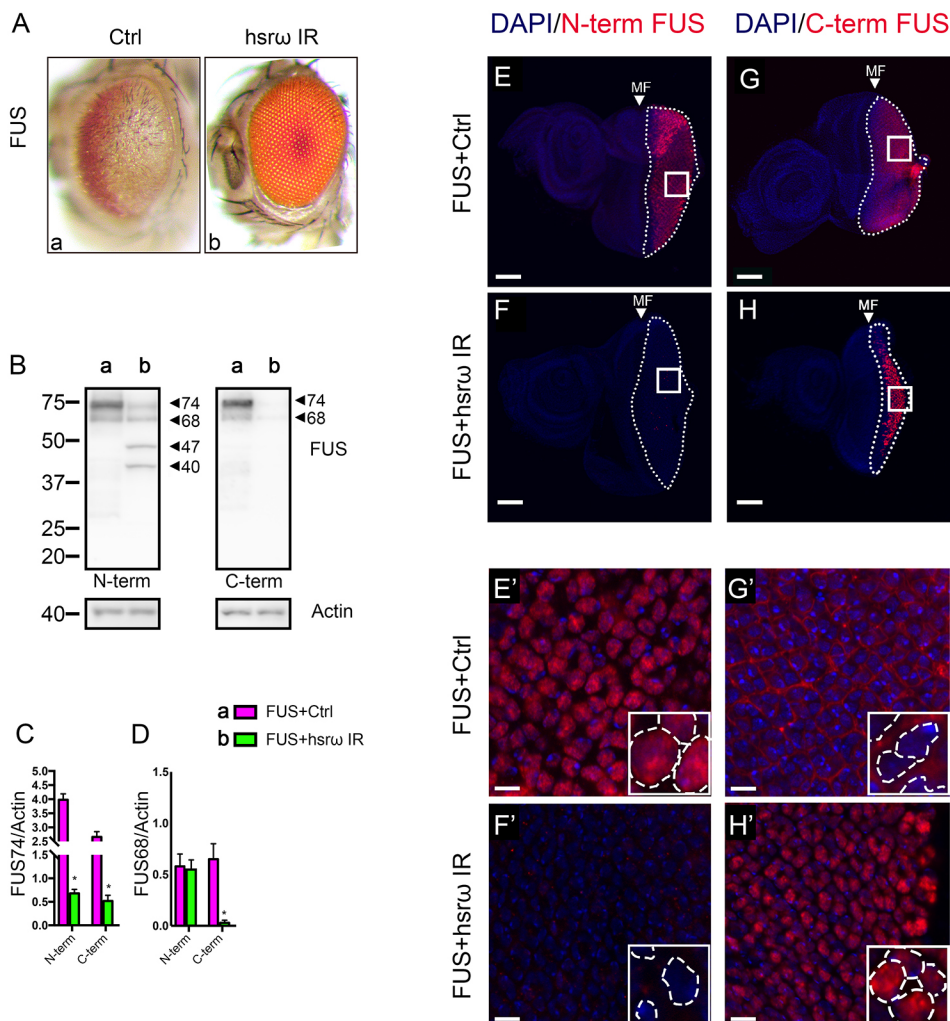 A
Ctrl
hsrω IR
FUS
a
b
B
a
b
a
b
75
50
37
25
20
74
68
47
40
74
68
FUS
N-term
C-term
40
Actin
a FUS+Ctrl
b FUS+hsrω IR
C
FUS74/Actin
5.0
4.5
4.0
3.5
3.0
2.5
1.5
1.0
0.5
0.0
*
*
N-term
C-term
D
FUS68/Actin
1.5
1.0
0.5
0.0
*
N-term
C-term
DAPI/N-term FUS
DAPI/C-term FUS
FUS+Ctrl
E
MF
G
MF
FUS+hsrω IR
F
MF
H
MF
FUS+Ctrl
E'
G'
FUS+hsrω IR
F'
H'